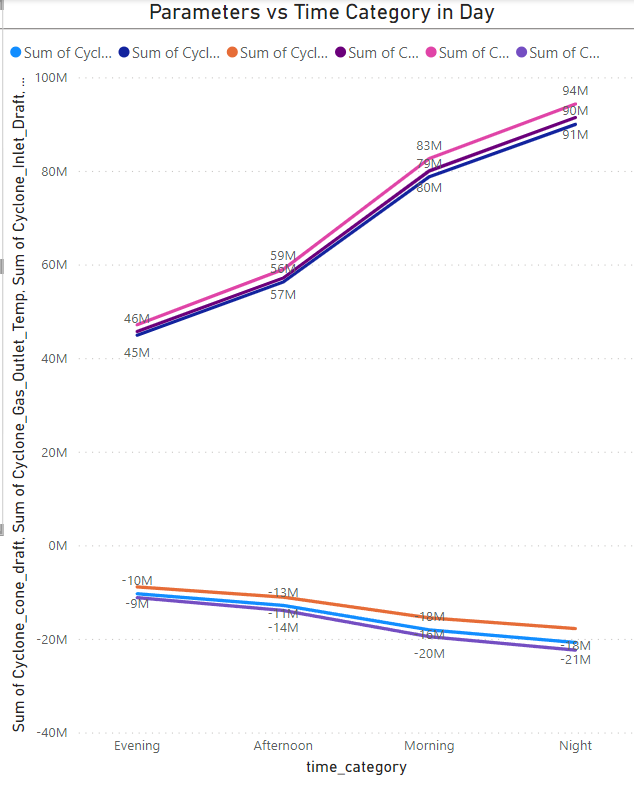 Parameters vs Time Category in Day
Sum of Cycl... Sum of Cycl... Sum of Cycl... Sum of C... Sum of C... Sum of C...
Sum of Cyclone_cone_draft, Sum of Cyclone_Gas_Outlet_Temp, Sum of Cyclone_Inlet_Draft, ...
100M
80M
60M
40M
20M
0M
-20M
-40M
46M
45M
59M
56M
57M
83M
79M
80M
94M
90M
91M
-10M
-9M
-13M
-11M
-14M
-18M
-16M
-20M
-18M
-21M
Evening Afternoon Morning Night
time_category